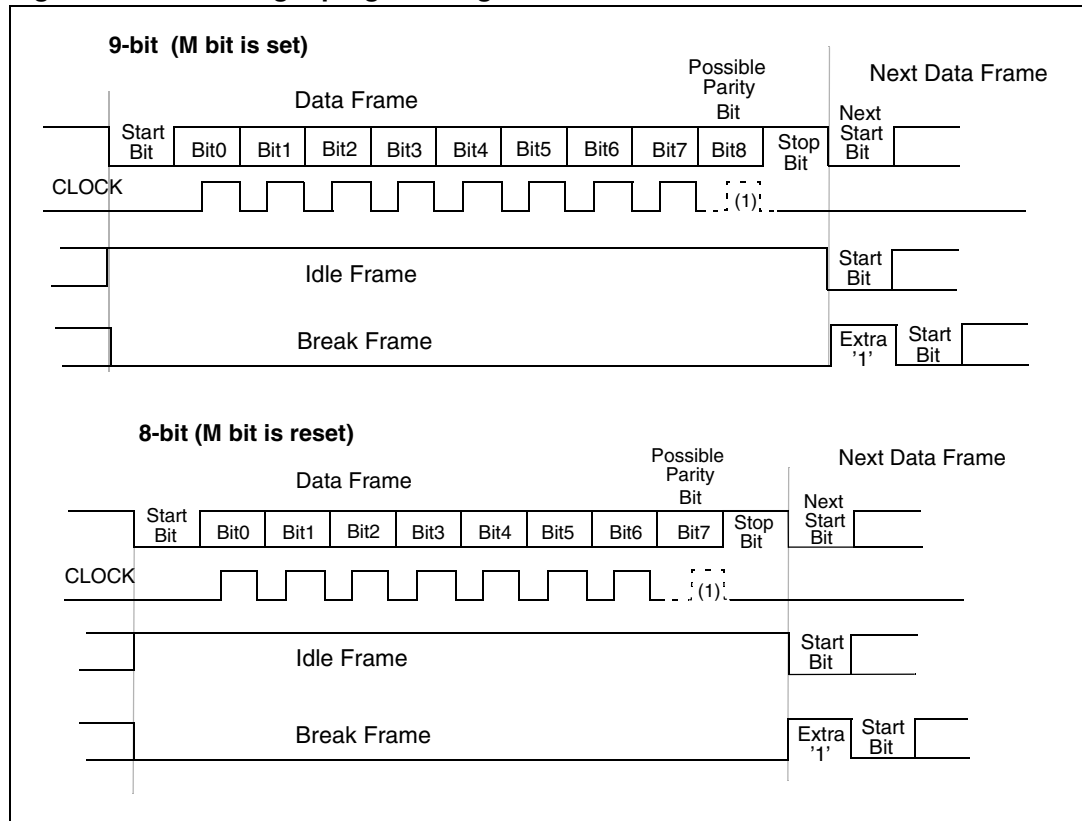 9-bit (M bit is set)
Data Frame
Possible
Parity
Bit
Next Data Frame
Start
Bit
Bit0 Bit1 Bit2 Bit3 Bit4 Bit5 Bit6 Bit7 Bit8
Stop
Bit
Next
Start
Bit
CLOCK
(1)
Idle Frame
Start
Bit
Break Frame
Extra
'1'
Start
Bit
8-bit (M bit is reset)
Data Frame
Possible
Parity
Bit
Next Data Frame
Start
Bit
Bit0 Bit1 Bit2 Bit3 Bit4 Bit5 Bit6 Bit7
Stop
Bit
Next
Start
Bit
CLOCK
(1)
Idle Frame
Start
Bit
Break Frame
Extra
'1'
Start
Bit